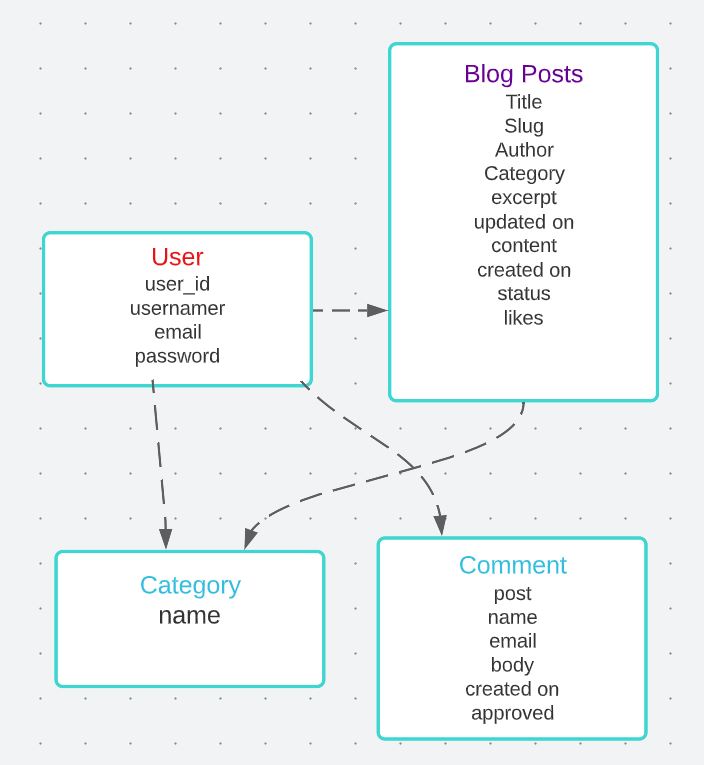 Blog Posts
Title
Slug
Author
Category
excerpt
updated on
content
created on
status
likes
User
user_id
usernamer
email
password
Category
name
Comment
post
name
email
body
created on
approved